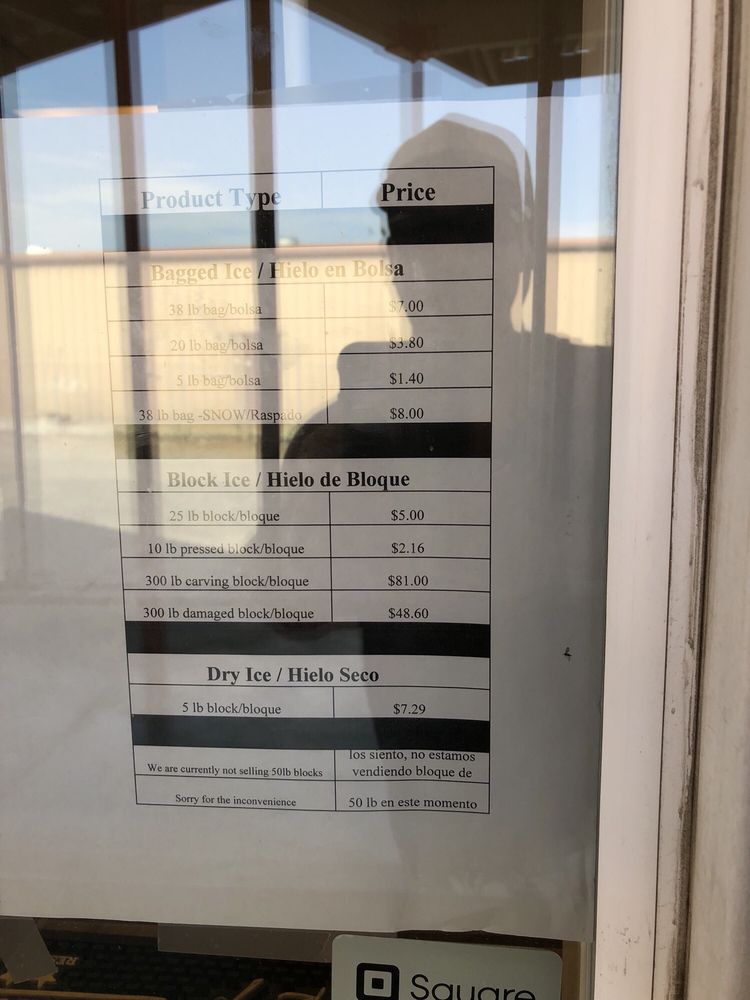 Product Type Price
Bagged Ice / Hielo en Bolsa
38 lb bag/bolsa $7.00
20 lb bag/bolsa $3.80
5 lb bag/bolsa $1.40
38 lb bag -SNOW/Raspado $8.00
Block Ice / Hielo de Bloque
25 lb block/bloque $5.00
10 lb pressed block/bloque $2.16
300 lb carving block/bloque $81.00
300 lb damaged block/bloque $48.60
Dry Ice / Hielo Seco
5 lb block/bloque $7.29
We are currently not selling 50lb blocks
los siento, no estamos
vendiendo bloque de
Sorry for the inconvenience
50 lb en este momento
Square